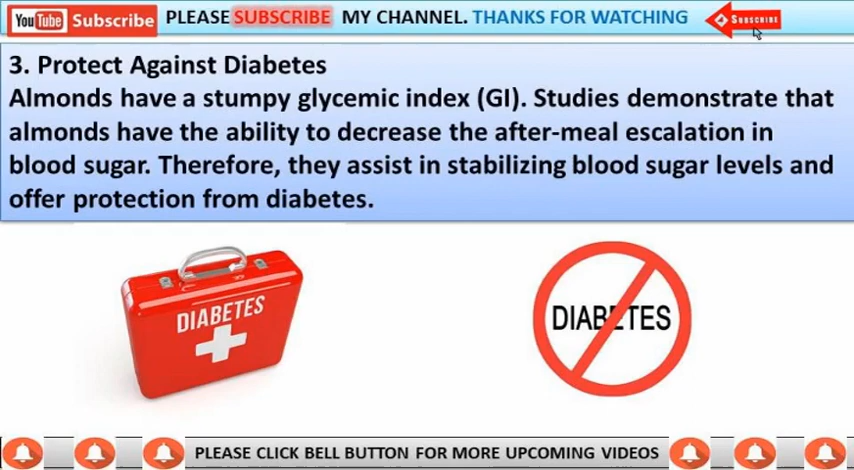 YouTube Subscribe PLEASE SUBSCRIBE MY CHANNEL. THANKS FOR WATCHING SUBSCRIBE
3. Protect Against Diabetes
Almonds have a stumpy glycemic index (GI). Studies demonstrate that
almonds have the ability to decrease the after-meal escalation in
blood sugar. Therefore, they assist in stabilizing blood sugar levels and
offer protection from diabetes.
DIABETES
DIABETES
PLEASE CLICK BELL BUTTON FOR MORE UPCOMING VIDEOS